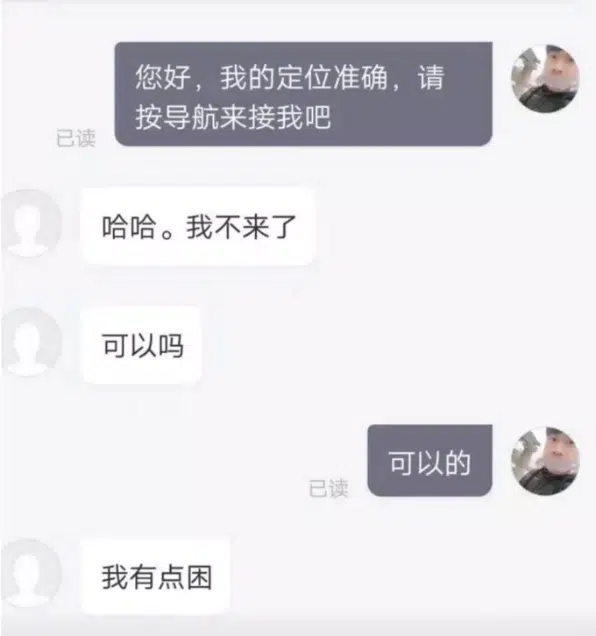 您好，我的定位准确，请
按导航来接我吧
已读
哈哈。我不来了
可以吗
可以的
已读
我有点困